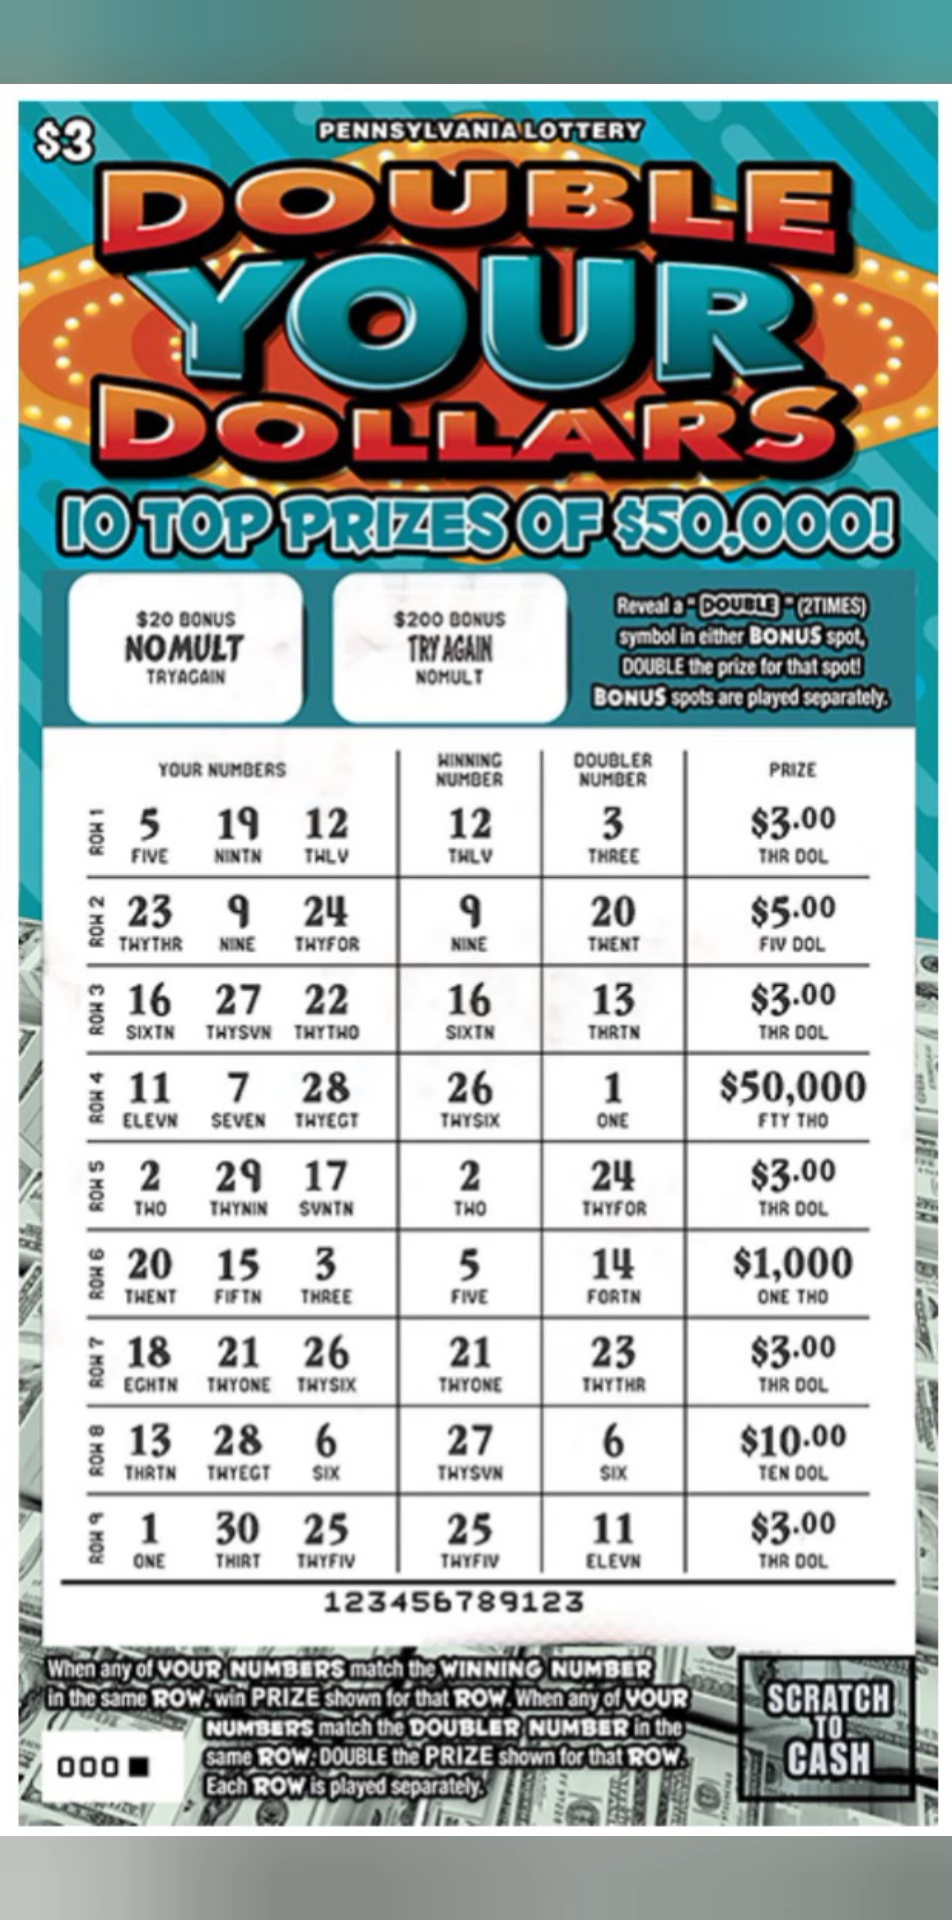 $3
PENNSYLVANIA LOTTERY
DOUBLE
YOUR
DOLLARS
10 TOP PRIZES OF $50,000!
$20 BONUS
NO MULT
TRYAGAIN
$200 BONUS
TRY AGAIN
NOMULT
Reveal a "DOUBLE" (2TIMES)
symbol in either BONUS spot,
DOUBLE the prize for that spot!
BONUS spots are played separately.
YOUR NUMBERS WINNING NUMBER DOUBLER NUMBER PRIZE
ROW 1 5 19 12 12 3 $3.00
FIVE NINTN TWLV TWLV THREE THR DOL
ROW 2 23 9 24 9 20 $5.00
TWYTHR NINE TWYFOR NINE TWENT FIV DOL
ROW 3 16 27 22 16 13 $3.00
SIXTN TWYSVN TWYTWO SIXTN THRTN THR DOL
ROW 4 11 7 28 26 1 $50,000
ELEVN SEVEN TWYEGT TWYSIX ONE FTY THO
ROW 5 2 29 17 2 24 $3.00
TWO TWYNIN SVNTN TWO TWYFOR THR DOL
ROW 6 20 15 3 5 14 $1,000
TWENT FIFTN THREE FIVE FORTN ONE THO
ROW 7 18 21 26 21 23 $3.00
EGHTN TWYONE TWYSIX TWYONE TWYTHR THR DOL
ROW 8 13 28 6 27 6 $10.00
THRTN TWYEGT SIX TWYSVN SIX TEN DOL
ROW 9 1 30 25 25 11 $3.00
ONE THIRT TWYFIV TWYFIV ELEVN THR DOL
123456789123
When any of YOUR NUMBERS match the WINNING NUMBER
in the same ROW, win PRIZE shown for that ROW. When any of YOUR
NUMBERS match the DOUBLER NUMBER in the
same ROW, DOUBLE the PRIZE shown for that ROW.
Each ROW is played separately.
000
SCRATCH
TO
CASH